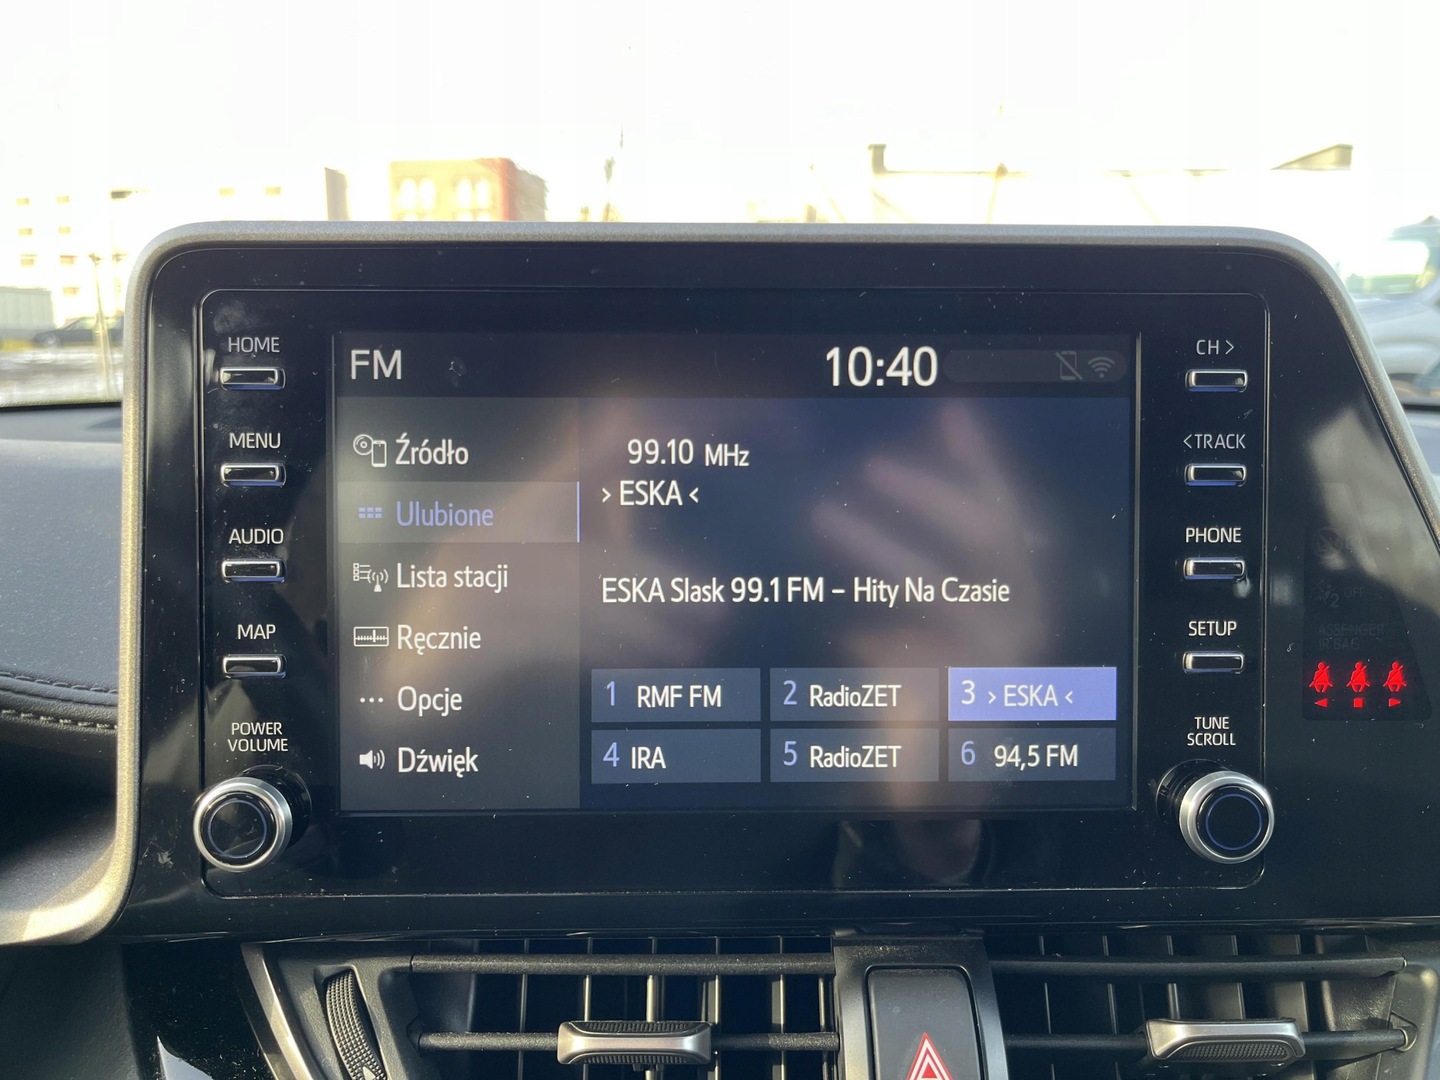 HOME
MENU
AUDIO
MAP
POWER
VOLUME
FM
10:40
Źródło
Ulubione
Lista stacji
Ręcznie
Opcje
Dźwięk
99.10 MHz
› ESKA ‹
ESKA Slask 99.1 FM – Hity Na Czasie
1 RMF FM
2 RadioZET
3 › ESKA ‹
4 IRA
5 RadioZET
6 94,5 FM
CH >
<TRACK
PHONE
SETUP
TUNE
SCROLL
OFF